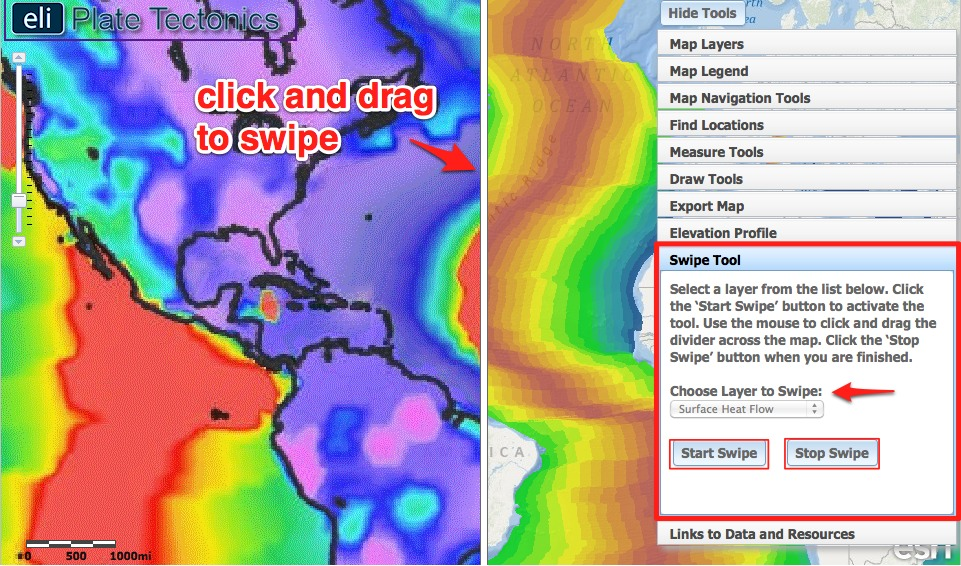 eli Plate Tectonics
click and drag
to swipe
0 500 1000mi
NORTH
ATLANTIC
OCEAN
Ridge
ICA
Hide Tools
Map Layers
Map Legend
Map Navigation Tools
Find Locations
Measure Tools
Draw Tools
Export Map
Elevation Profile
Swipe Tool
Select a layer from the list below. Click
the ‘Start Swipe’ button to activate the
tool. Use the mouse to click and drag the
divider across the map. Click the ‘Stop
Swipe’ button when you are finished.
Choose Layer to Swipe:
Surface Heat Flow
Start Swipe Stop Swipe
Links to Data and Resources
esri